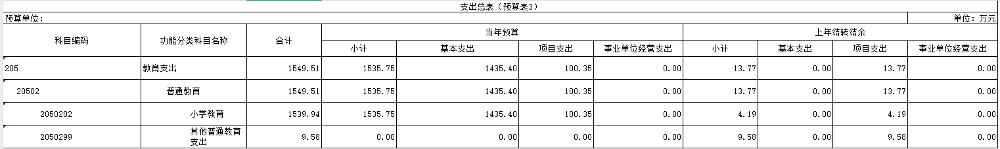 支出总表（预算表3）
预算单位： 单位：万元
科目编码 功能分类科目名称 合计 当年预算 上年结转结余
小计 基本支出 项目支出 事业单位经营支出 小计 基本支出 项目支出 事业单位经营支出
205 教育支出 1549.51 1535.75 1435.40 100.35 0.00 13.77 0.00 13.77 0.00
20502 普通教育 1549.51 1535.75 1435.40 100.35 0.00 13.77 0.00 13.77 0.00
2050202 小学教育 1539.94 1535.75 1435.40 100.35 0.00 4.19 0.00 4.19 0.00
2050299 其他普通教育
支出 9.58 0.00 0.00 0.00 0.00 9.58 0.00 9.58 0.00